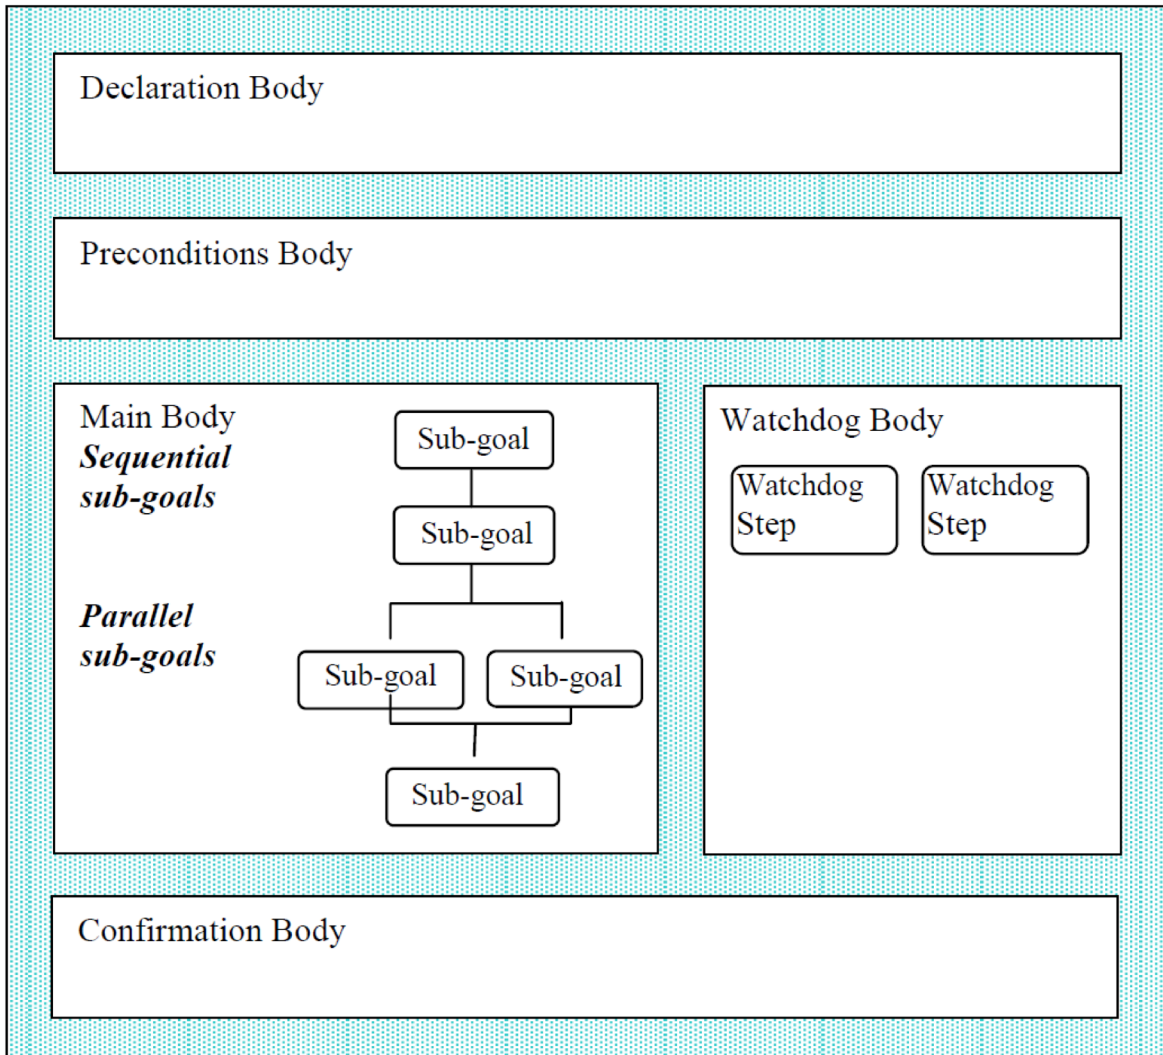 Declaration Body
Preconditions Body
Main Body
Sequential
sub-goals
Sub-goal
Sub-goal
Parallel
sub-goals
Sub-goal
Sub-goal
Sub-goal
Watchdog Body
Watchdog
Step
Watchdog
Step
Confirmation Body